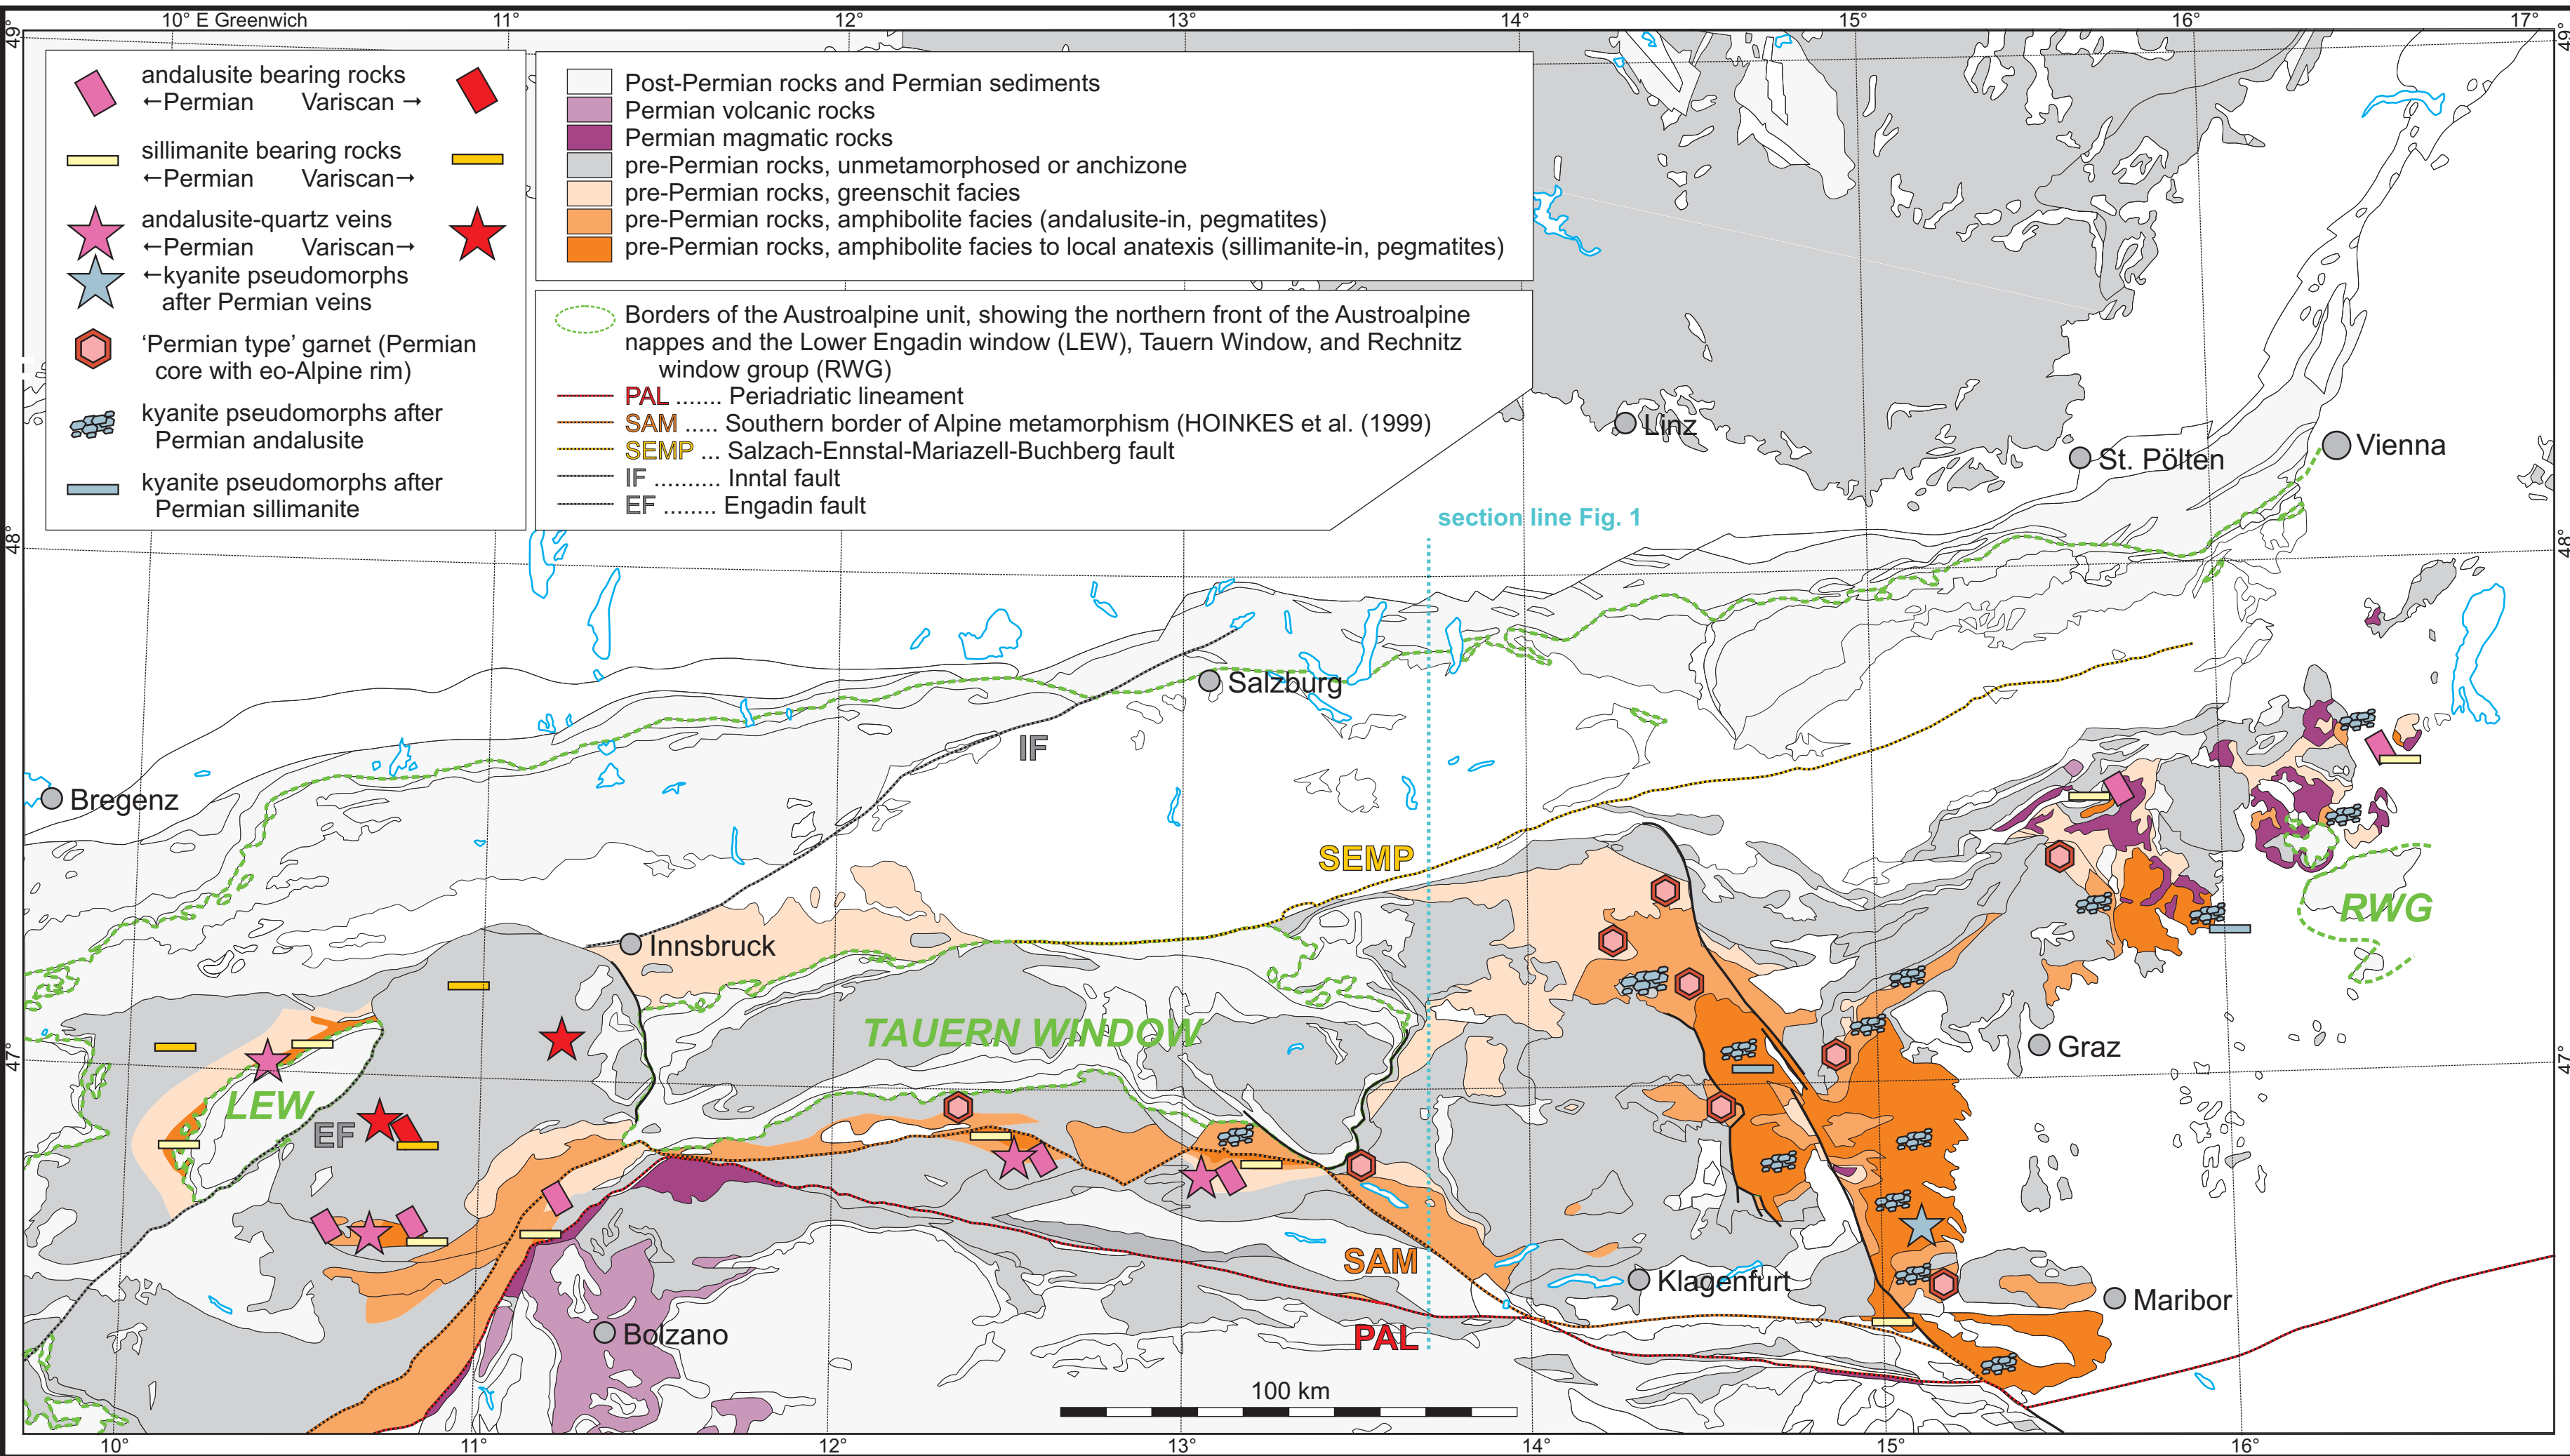 10° E Greenwich
11°
12°
13°
14°
15°
16°
17°
49°
49°
andalusite bearing rocks
←Permian Variscan →
sillimanite bearing rocks
←Permian Variscan→
andalusite-quartz veins
←Permian Variscan→
←kyanite pseudomorphs
after Permian veins
‘Permian type’ garnet (Permian
core with eo-Alpine rim)
kyanite pseudomorphs after
Permian andalusite
kyanite pseudomorphs after
Permian sillimanite
Post-Permian rocks and Permian sediments
Permian volcanic rocks
Permian magmatic rocks
pre-Permian rocks, unmetamorphosed or anchizone
pre-Permian rocks, greenschit facies
pre-Permian rocks, amphibolite facies (andalusite-in, pegmatites)
pre-Permian rocks, amphibolite facies to local anatexis (sillimanite-in, pegmatites)
Borders of the Austroalpine unit, showing the northern front of the Austroalpine
nappes and the Lower Engadin window (LEW), Tauern Window, and Rechnitz
window group (RWG)
PAL ....... Periadriatic lineament
SAM ..... Southern border of Alpine metamorphism (HOINKES et al. (1999)
SEMP ... Salzach-Ennstal-Mariazell-Buchberg fault
IF .......... Inntal fault
EF ........ Engadin fault
Linz
St. Pölten
Vienna
section line Fig. 1
48°
48°
Salzburg
IF
Bregenz
SEMP
RWG
Innsbruck
TAUERN WINDOW
Graz
47°
47°
LEW
EF
SAM
Klagenfurt
Maribor
Bolzano
PAL
100 km
10°
11°
12°
13°
14°
15°
16°